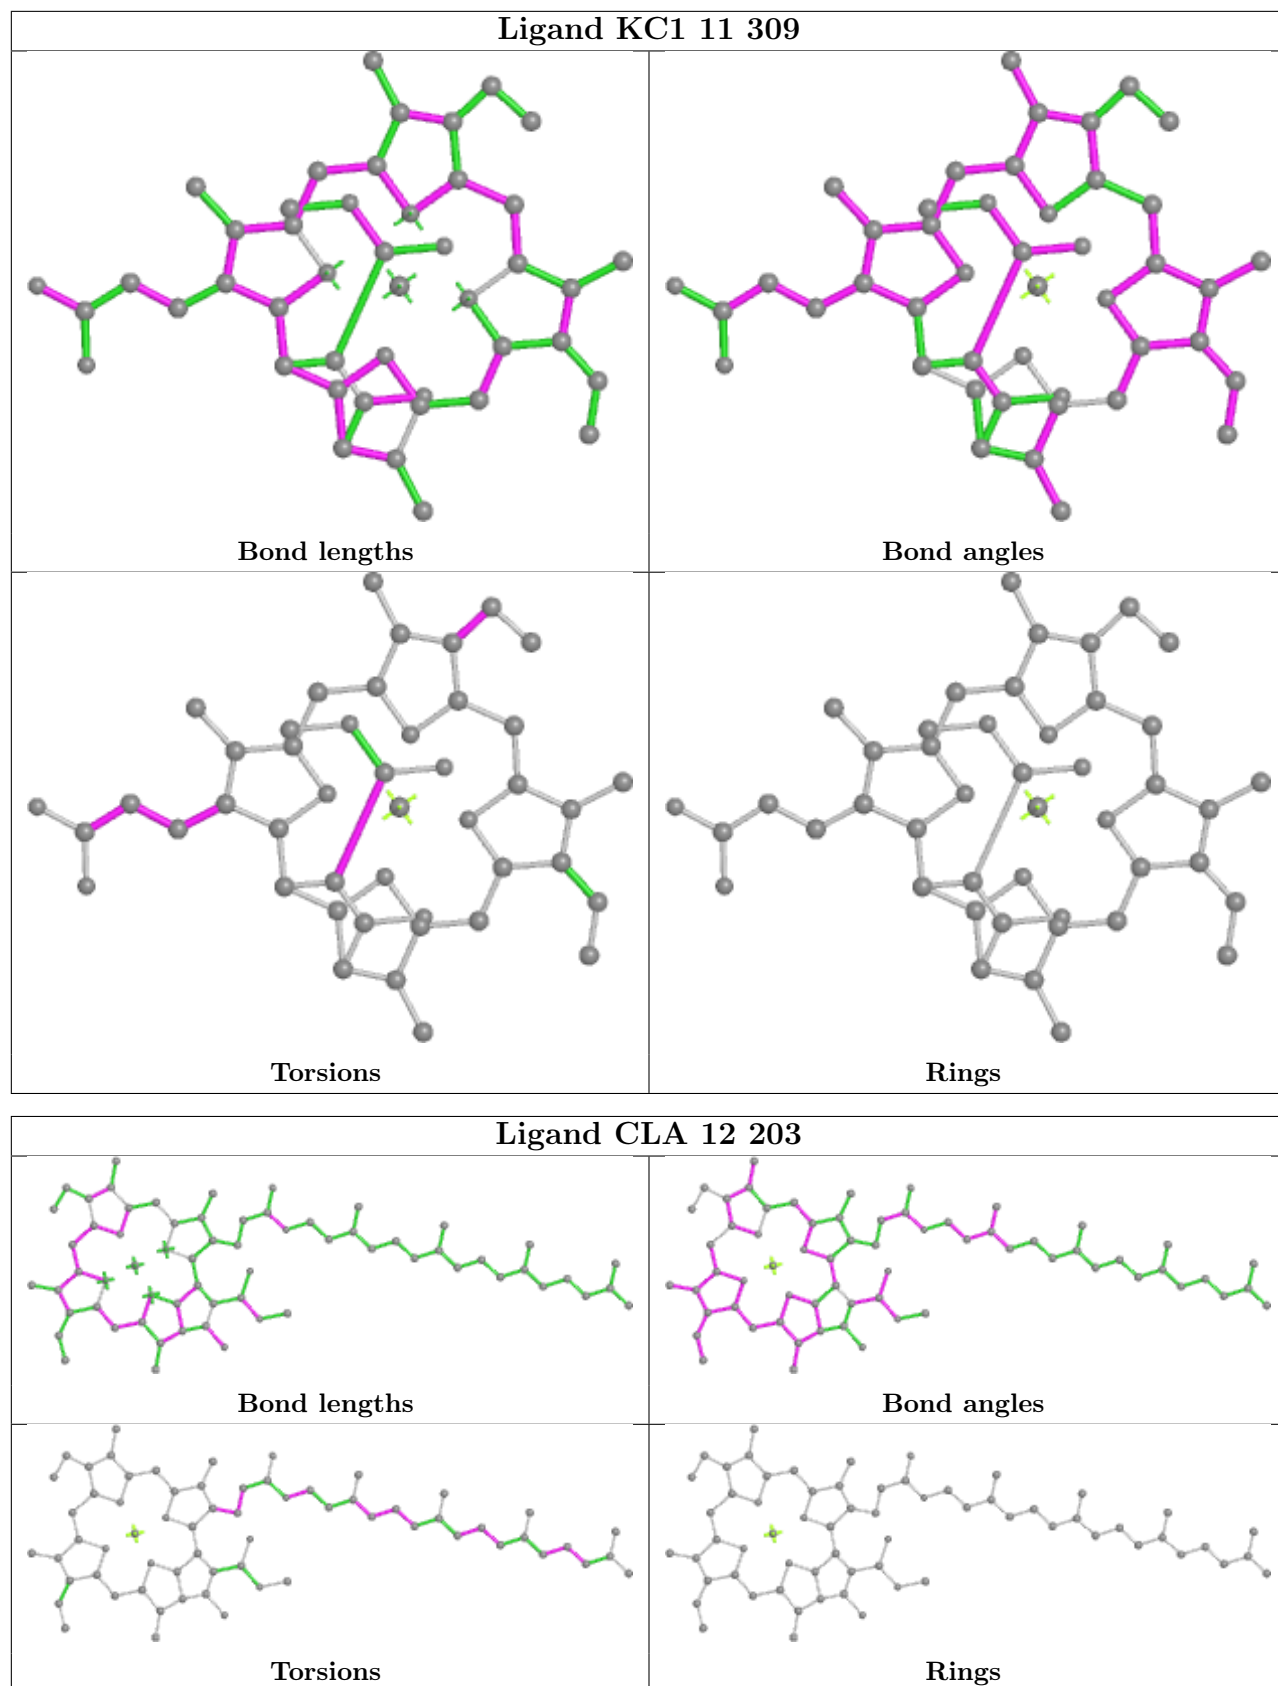 Ligand KC1 11 309
Bond lengths
Bond angles
Torsions
Rings
Ligand CLA 12 203
Bond lengths
Bond angles
Torsions
Rings